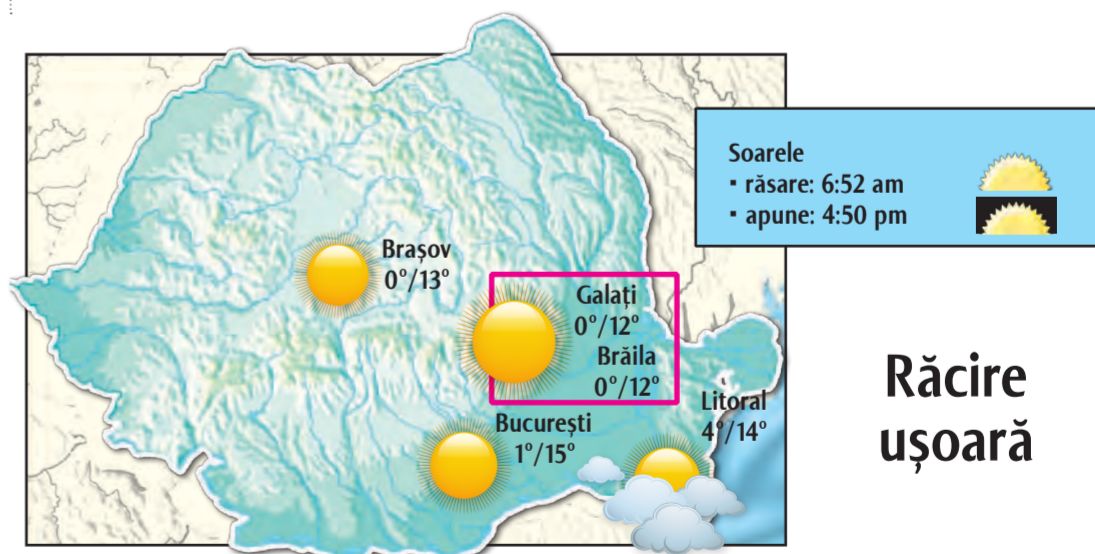 Soarele
▪ răsare: 6:52 am
▪ apune: 4:50 pm
Brașov
0°/13°
Galați
0°/12°
Brăila
0°/12°
Litoral
4°/14°
București
1°/15°
Răcire
ușoară